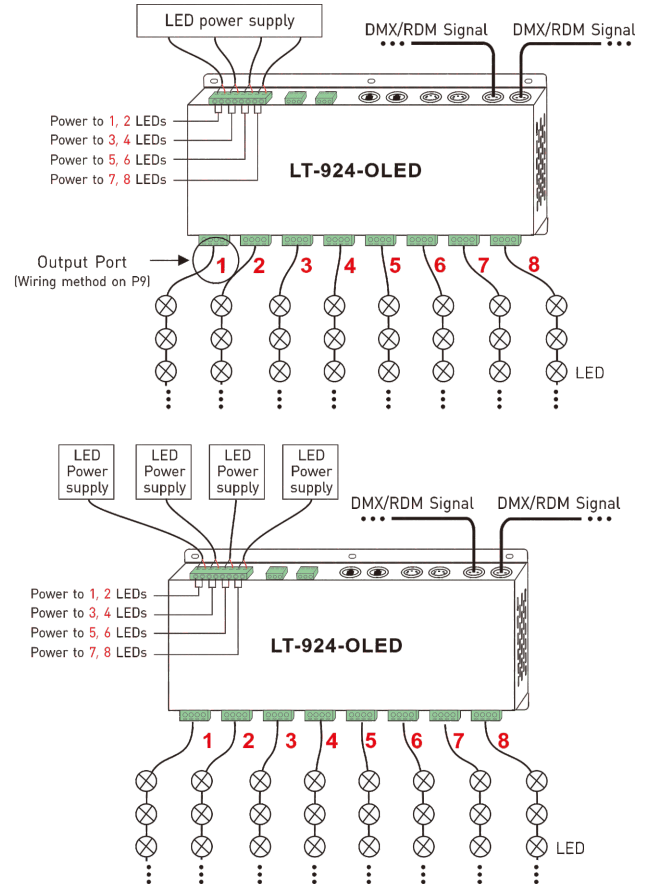 LED power supply
DMX/RDM Signal
DMX/RDM Signal
Power to 1, 2 LEDs
Power to 3, 4 LEDs
Power to 5, 6 LEDs
Power to 7, 8 LEDs
LT-924-OLED
Output Port
(Wiring method on P9)
1 2 3 4 5 6 7 8
LED
LED
Power
supply
LED
Power
supply
LED
Power
supply
LED
Power
supply
DMX/RDM Signal
DMX/RDM Signal
Power to 1, 2 LEDs
Power to 3, 4 LEDs
Power to 5, 6 LEDs
Power to 7, 8 LEDs
LT-924-OLED
1 2 3 4 5 6 7 8
LED